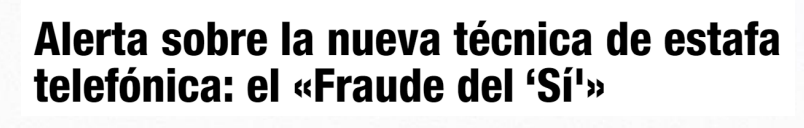 Alerta sobre la nueva técnica de estafa
telefónica: el «Fraude del ‘Sí'»